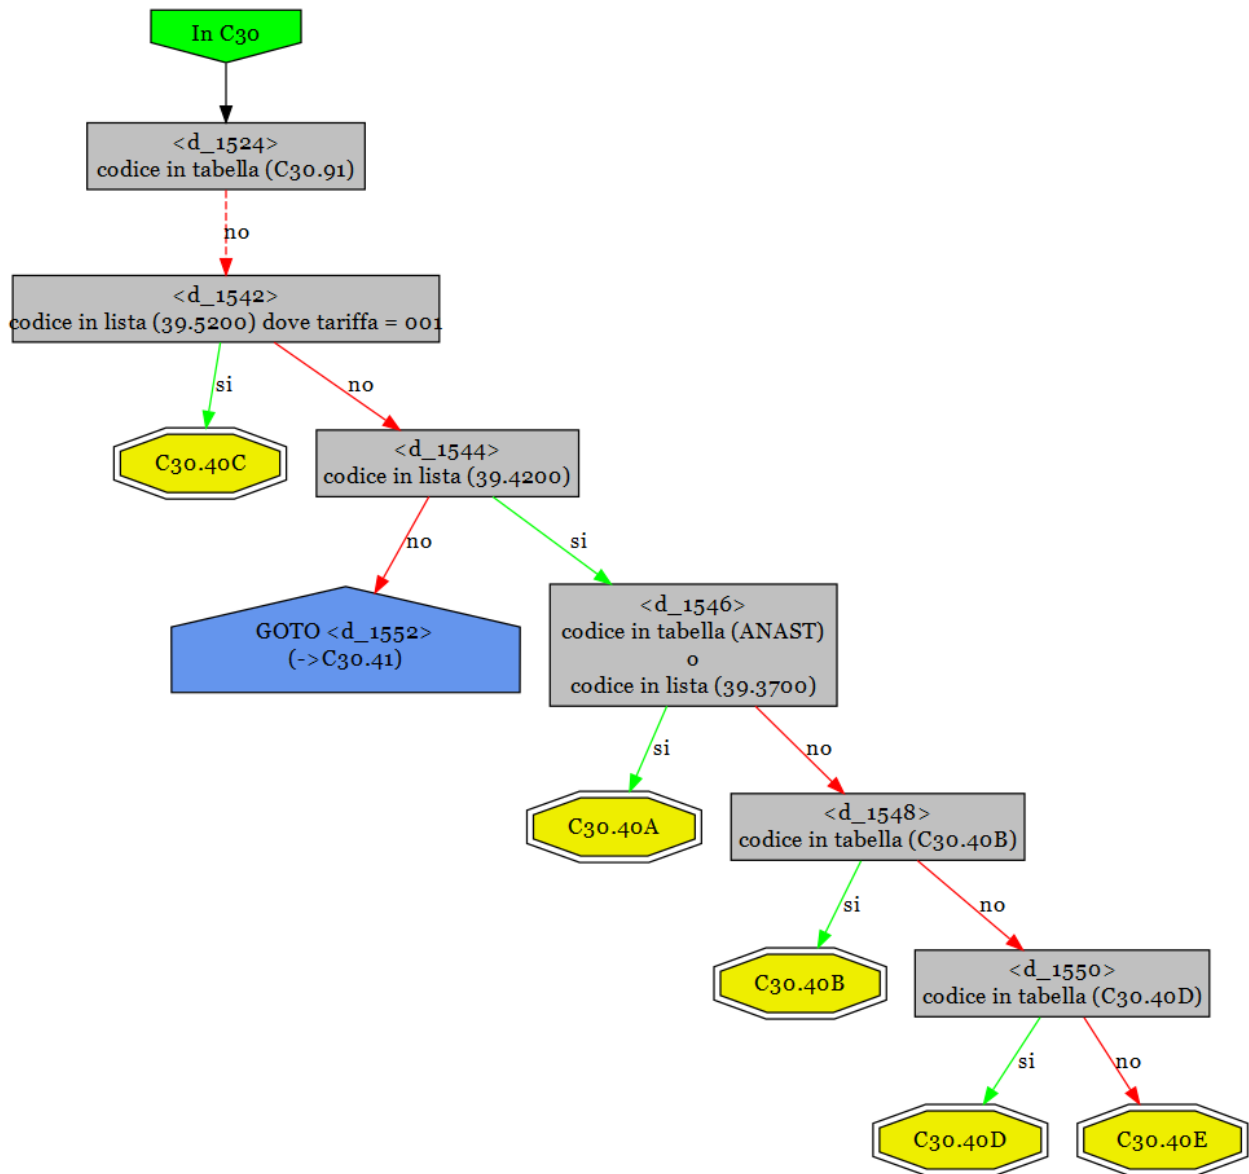 In C30
<d_1524>
codice in tabella (C30.91)
no
<d_1542>
codice in lista (39.5200) dove tariffa = 001
si
no
C30.40C
<d_1544>
codice in lista (39.4200)
no
si
GOTO <d_1552>
(->C30.41)
<d_1546>
codice in tabella (ANAST)
o
codice in lista (39.3700)
si
no
C30.40A
<d_1548>
codice in tabella (C30.40B)
si
no
C30.40B
<d_1550>
codice in tabella (C30.40D)
si
no
C30.40D
C30.40E